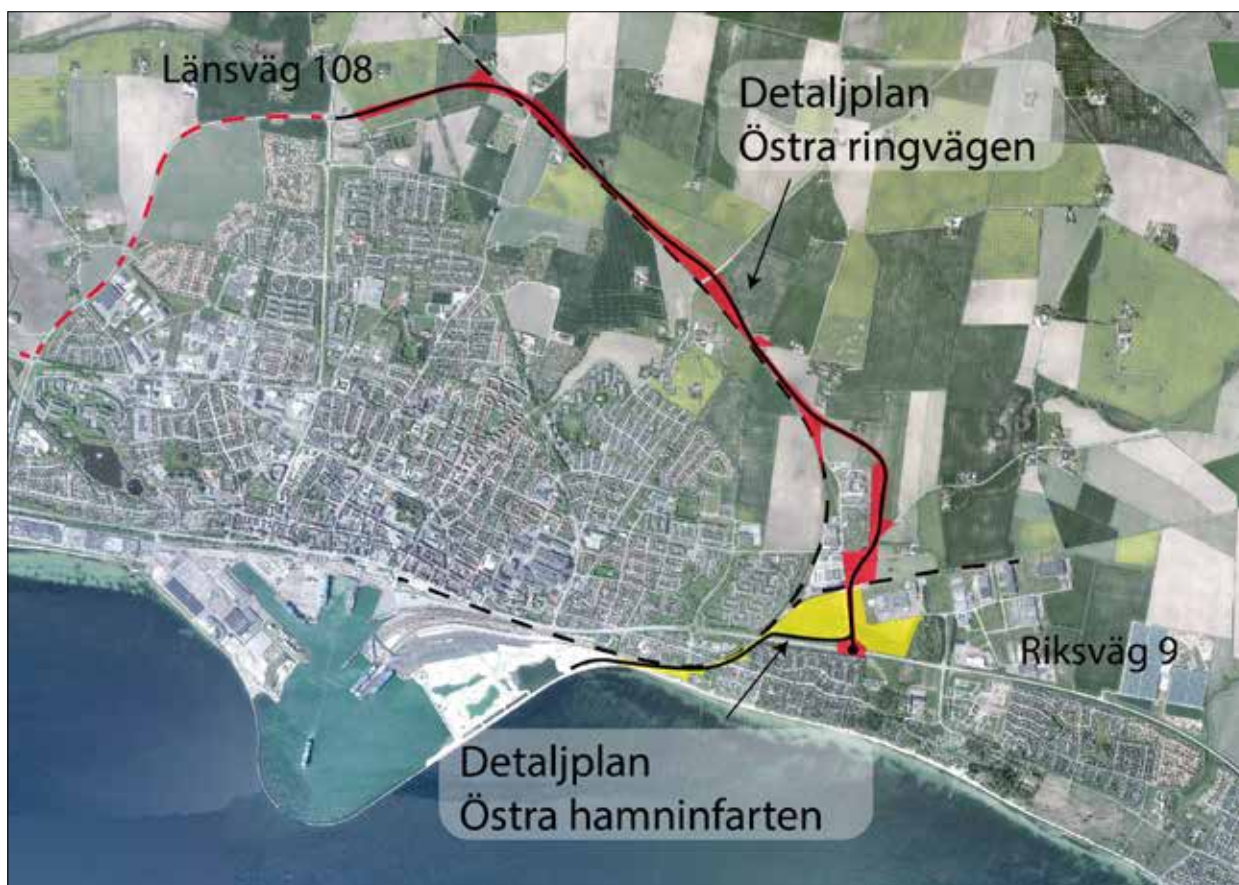 Länsväg 108
Detaljplan
Östra ringvägen
Riksväg 9
Detaljplan
Östra hamninfarten